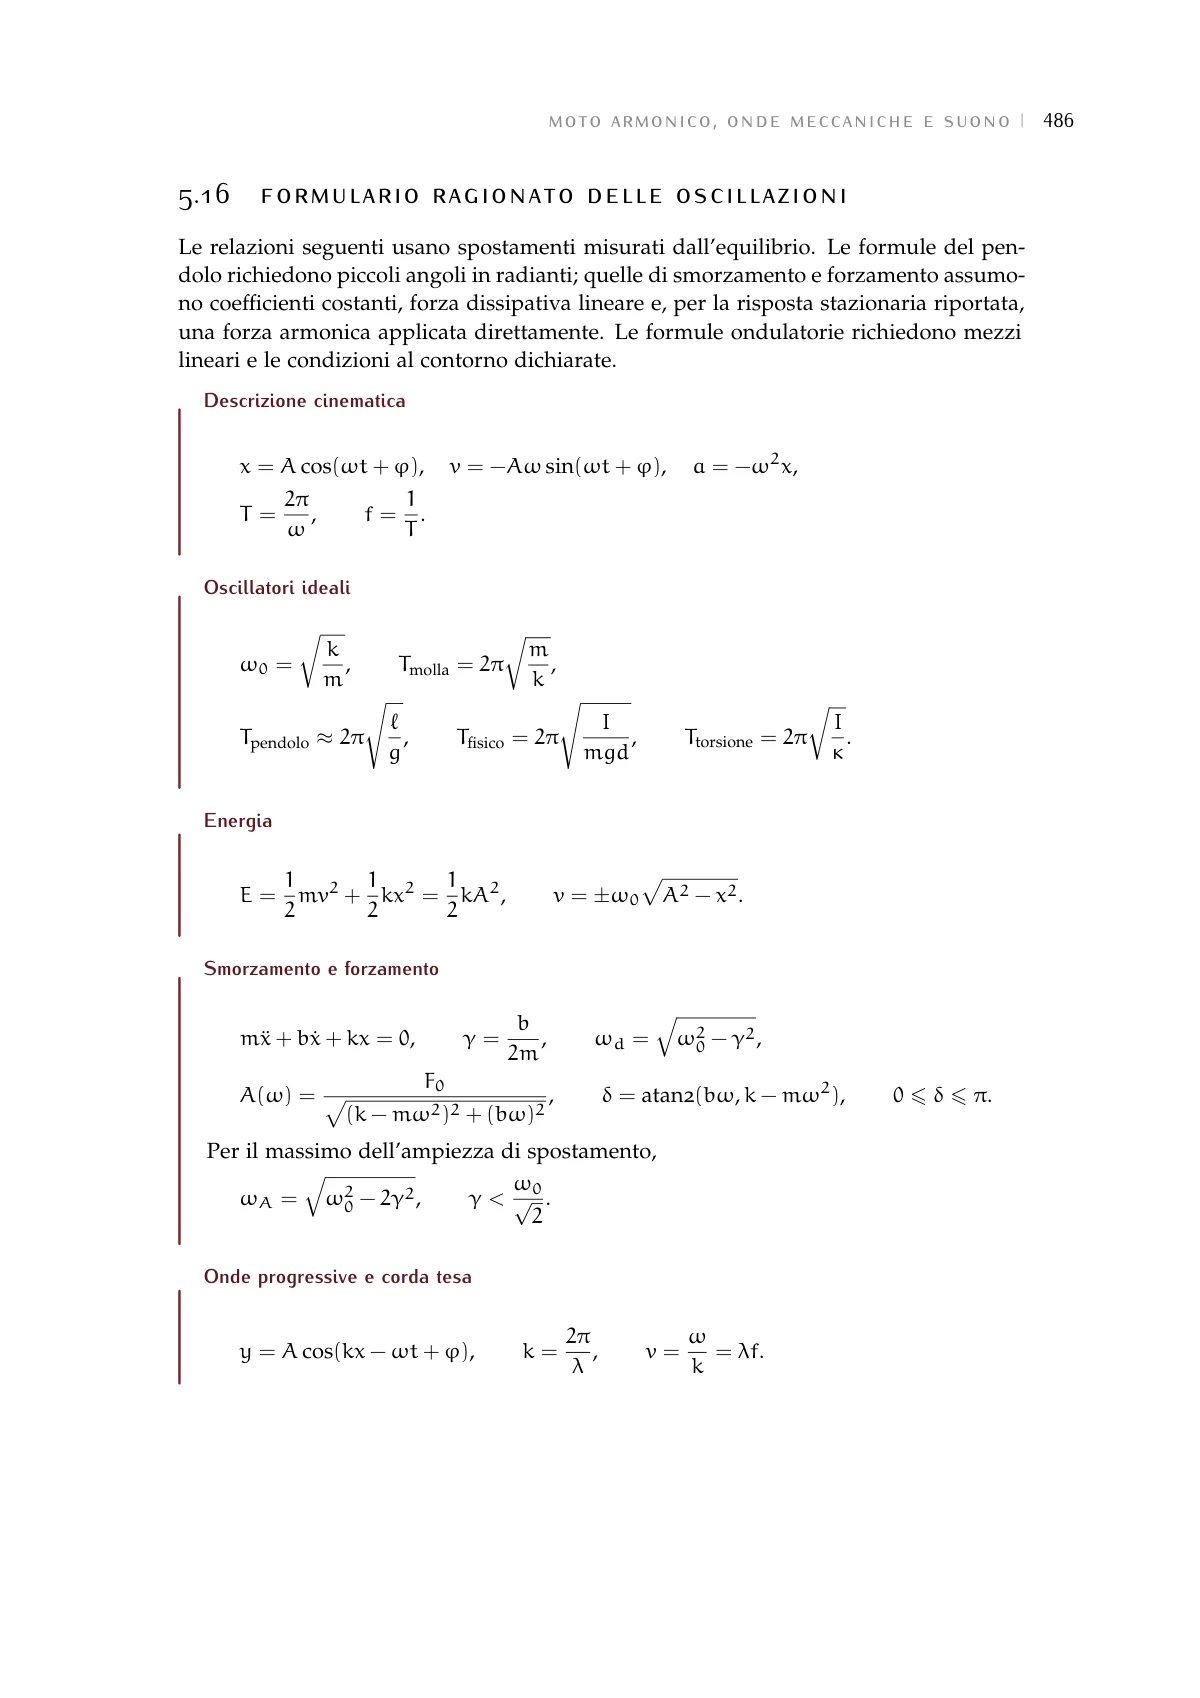 MOTO ARMONICO, ONDE MECCANICHE E SUONO | 486
5.16 FORMULARIO RAGIONATO DELLE OSCILLAZIONI
Le relazioni seguenti usano spostamenti misurati dall'equilibrio. Le formule del pen-
dolo richiedono piccoli angoli in radianti; quelle di smorzamento e forzamento assumo-
no coefficienti costanti, forza dissipativa lineare e, per la risposta stazionaria riportata,
una forza armonica applicata direttamente. Le formule ondulatorie richiedono mezzi
lineari e le condizioni al contorno dichiarate.
Descrizione cinematica
x = A cos(ωt + φ), v = −Aω sin(ωt + φ), a = −ω²x,
T = 2π/ω, f = 1/T.
Oscillatori ideali
ω₀ = √(k/m), T_molla = 2π√(m/k),
T_pendolo ≈ 2π√(ℓ/g), T_fisico = 2π√(I/(mgd)), T_torsione = 2π√(I/κ).
Energia
E = 1/2 mv² + 1/2 kx² = 1/2 kA², v = ±ω₀√(A² − x²).
Smorzamento e forzamento
mẍ + bẋ + kx = 0, γ = b/(2m), ω_d = √(ω₀² − γ²),
A(ω) = F₀/√((k − mω²)² + (bω)²), δ = atan2(bω, k − mω²), 0 ⩽ δ ⩽ π.
Per il massimo dell'ampiezza di spostamento,
ω_A = √(ω₀² − 2γ²), γ < ω₀/√2.
Onde progressive e corda tesa
y = A cos(kx − ωt + φ), k = 2π/λ, v = ω/k = λf.